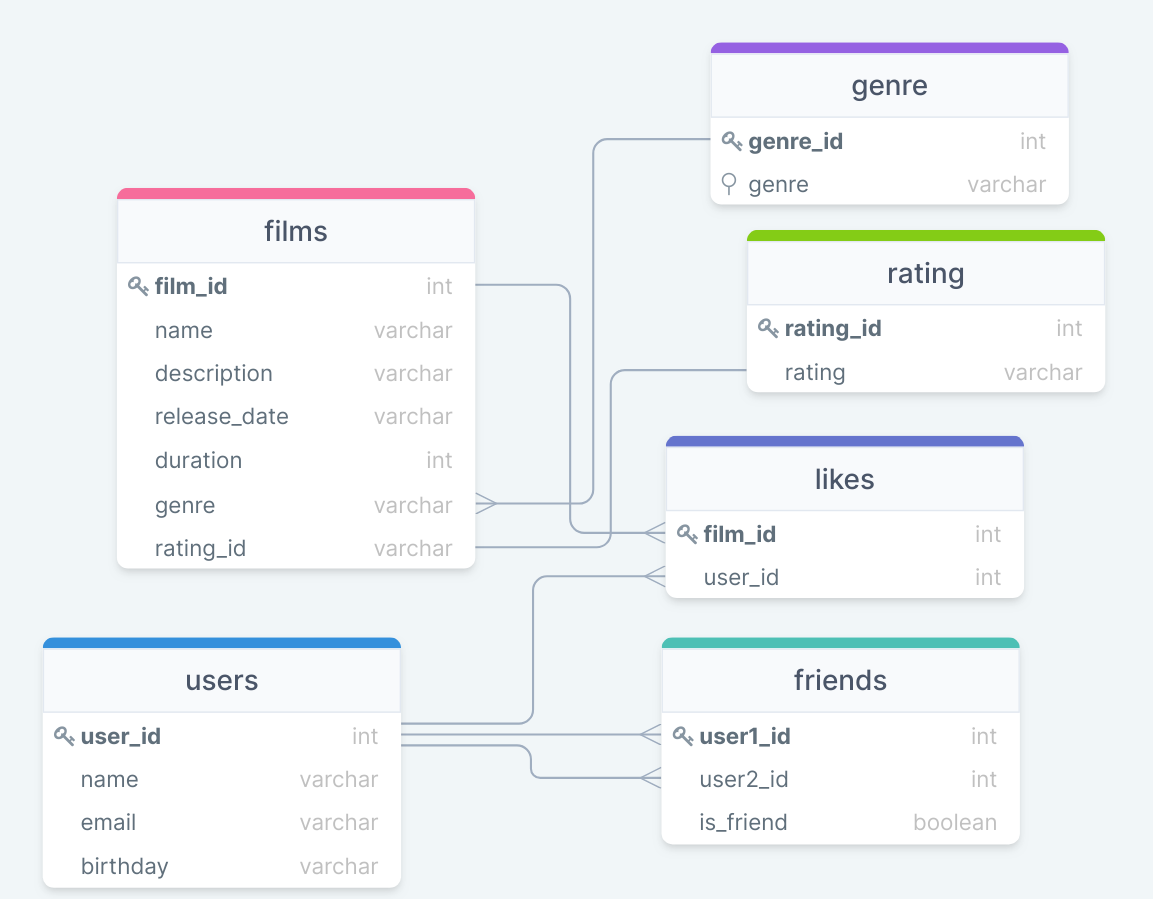 genre
genre_id int
genre varchar
films
film_id int
name varchar
description varchar
release_date varchar
duration int
genre varchar
rating_id varchar
rating
rating_id int
rating varchar
likes
film_id int
user_id int
users
user_id int
name varchar
email varchar
birthday varchar
friends
user1_id int
user2_id int
is_friend boolean